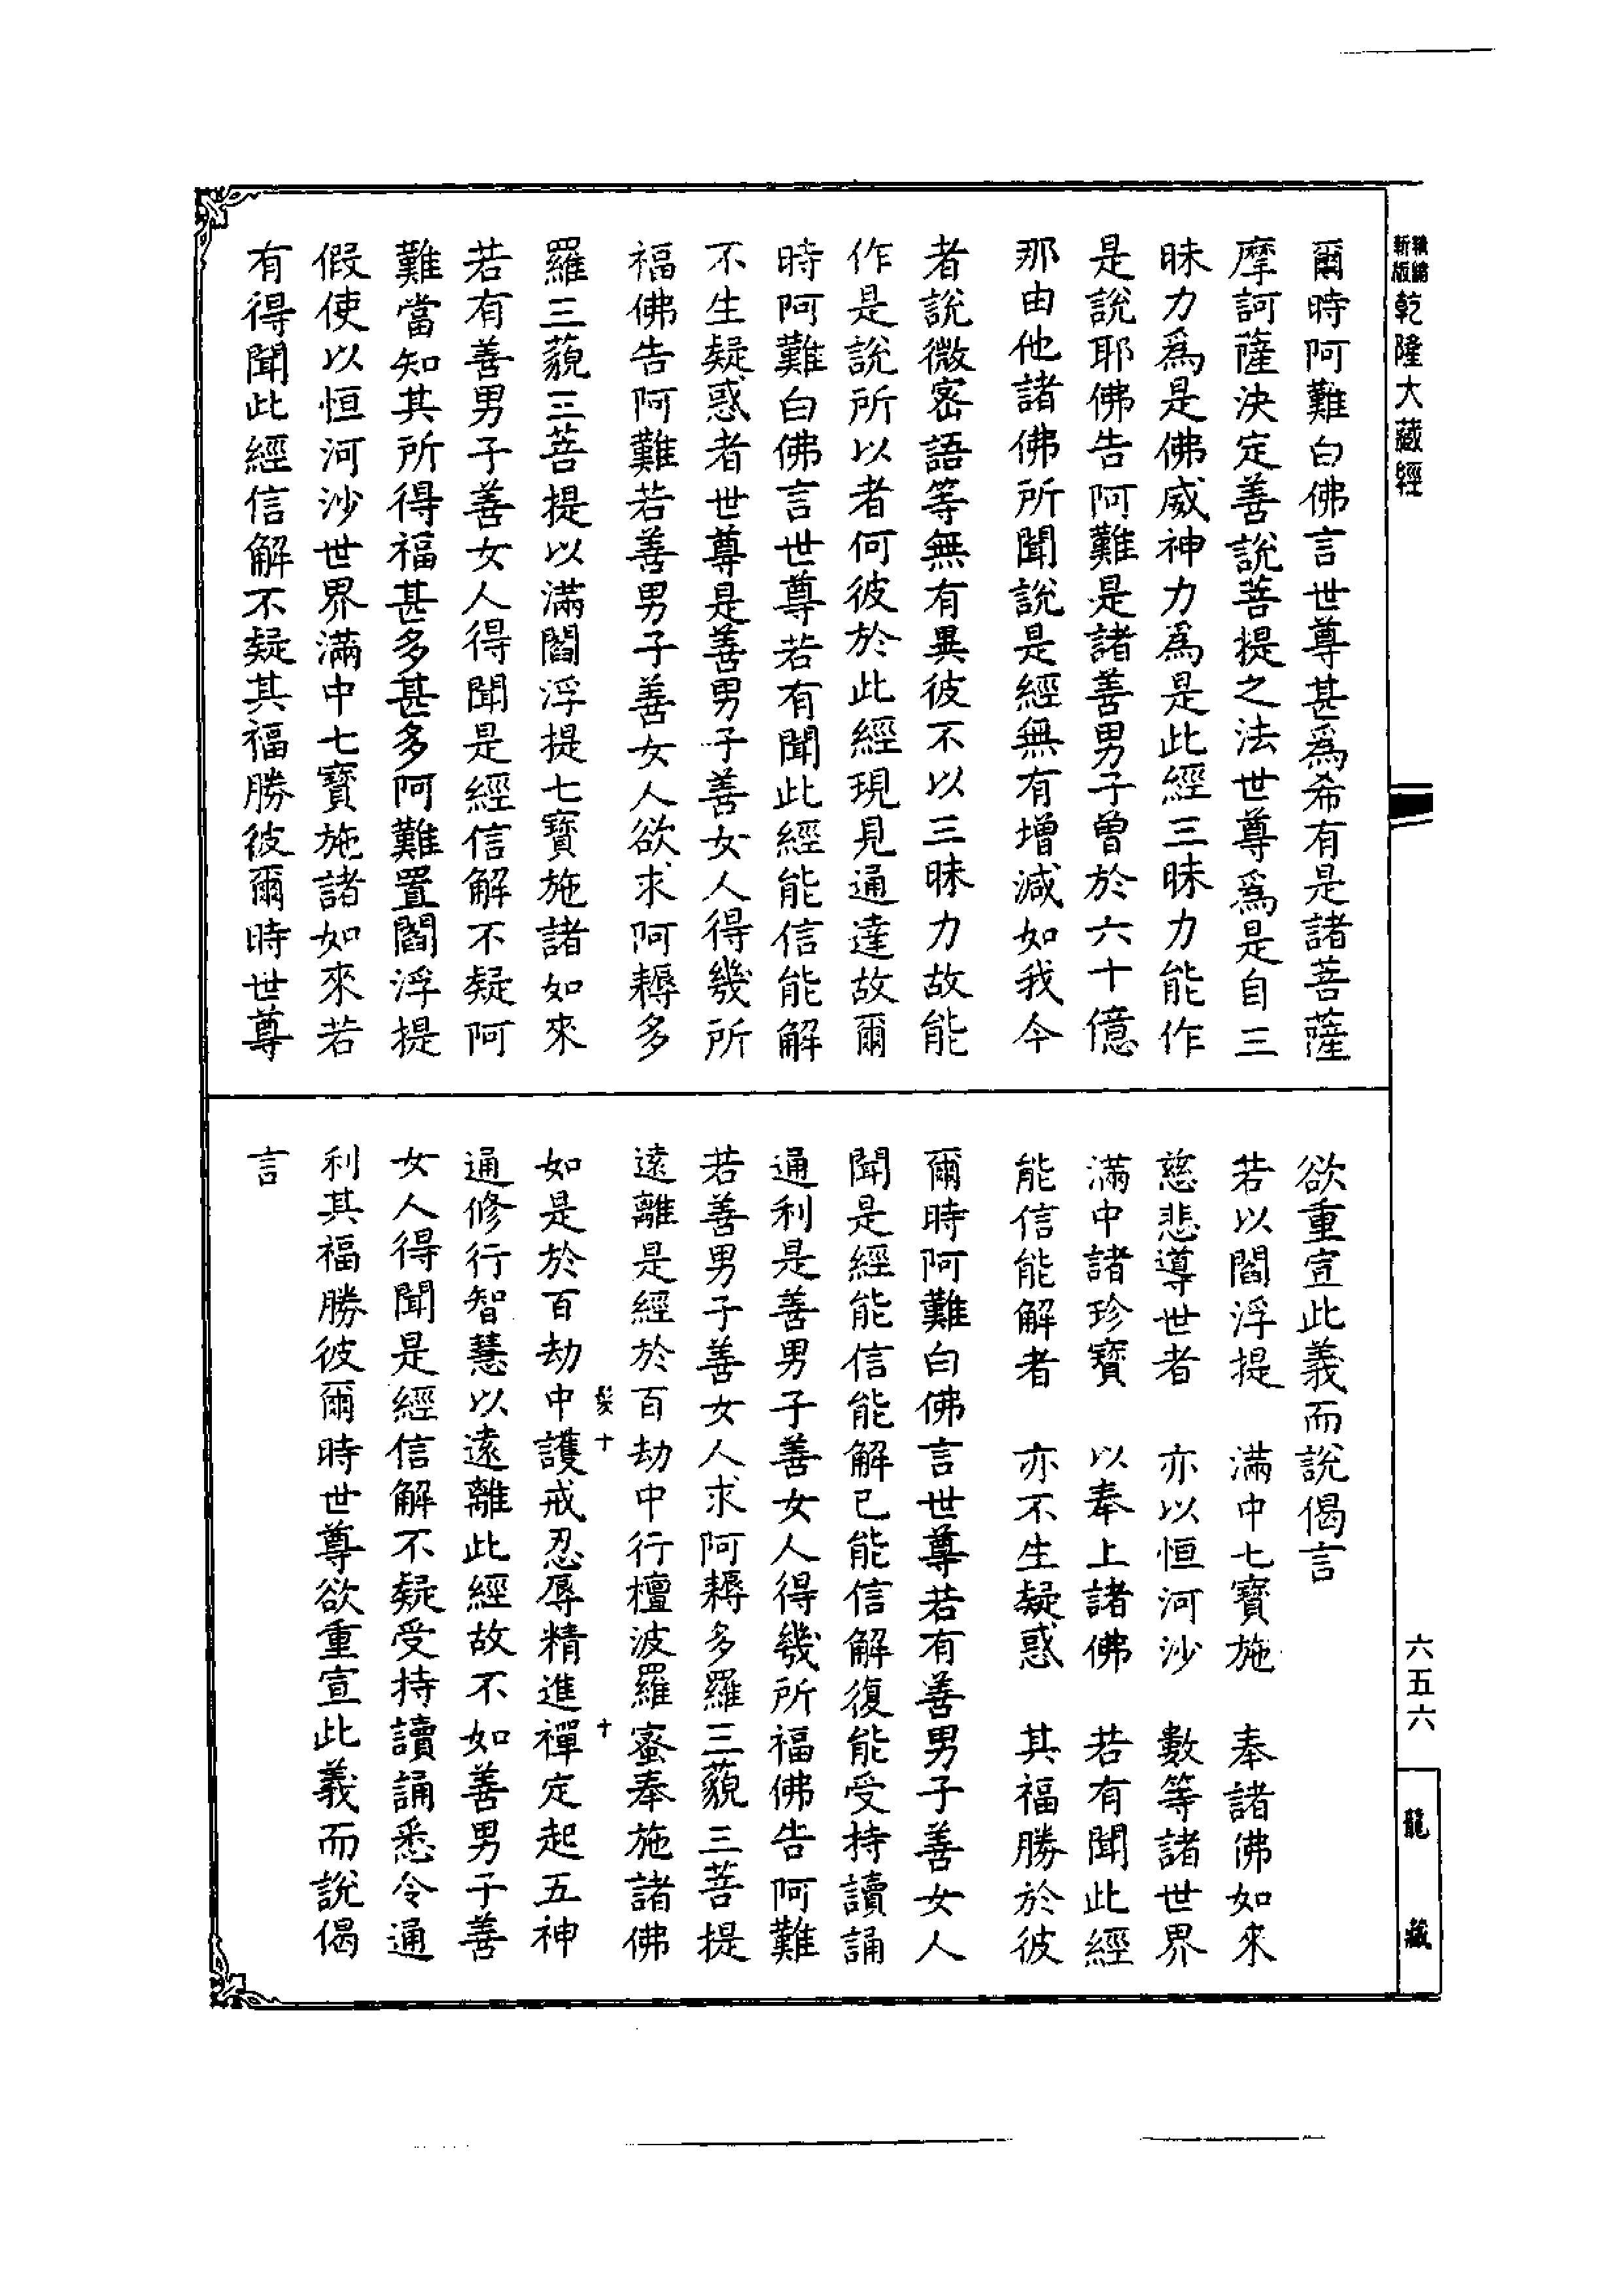 新編縮版乾隆大藏經
爾時阿難白佛言世尊甚爲希有是諸菩薩
摩訶薩決定善說菩提之法世尊爲是自三
昧力爲是佛威神力爲是此經三昧力能作
是說耶佛告阿難是諸善男子曾於六十億
那由他諸佛所聞說是經無有增減如我今
者說微密語等無有異彼不以三昧力故能
作是說所以者何彼於此經現見通達故爾
時阿難白佛言世尊若有聞此經能信能解
不生疑惑者世尊是善男子善女人得幾所
福佛告阿難若善男子善女人欲求阿耨多
羅三藐三菩提以滿閻浮提七寶施諸如來
若有善男子善女人得聞是經信解不疑阿
難當知其所得福甚多甚多阿難置閻浮提
假使以恒河沙世界滿中七寶施諸如來若
有得聞此經信解不疑其福勝彼爾時世尊
欲重宣此義而說偈言
若以閻浮提　滿中七寶施　奉諸佛如來
慈悲導世者　亦以恒河沙　數等諸世界
滿中諸珍寶　以奉上諸佛　若有聞此經
能信能解者　亦不生疑惑　其福勝於彼
爾時阿難白佛言世尊若有善男子善女人
聞是經能信能解已能信解復能受持讀誦
通利是善男子善女人得幾所福佛告阿難
若善男子善女人求阿耨多羅三藐三菩提
遠離是經於百劫中行檀波羅蜜奉施諸佛
髮十　十
如是於百劫中護戒忍辱精進禪定起五神
通修行智慧以遠離此經故不如善男子善
女人得聞是經信解不疑受持讀誦悉令通
利其福勝彼爾時世尊欲重宣此義而說偈
言
六五六
龍藏